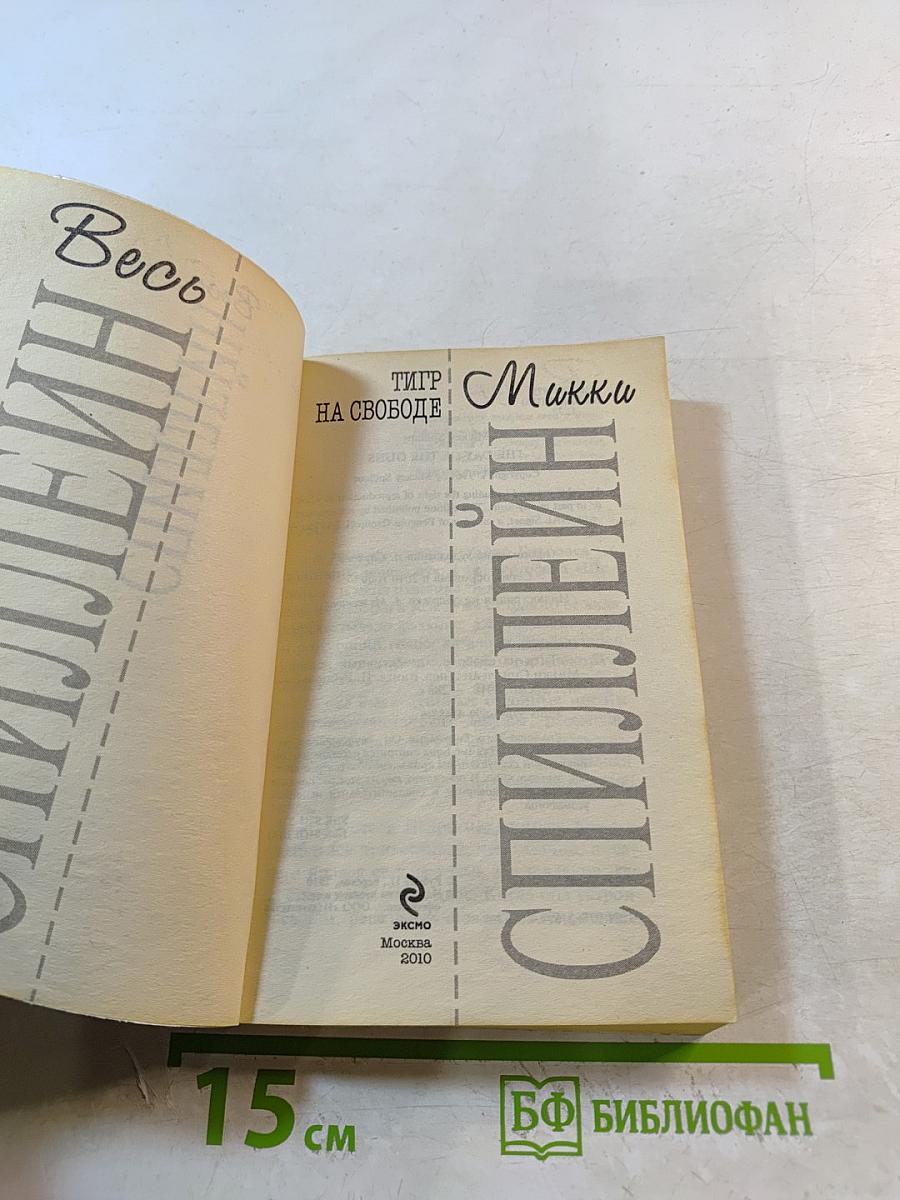 Весь
СПИЛЛЕЙН
ТИГР
НА СВОБОДЕ
Микки
СПИЛЛЕЙН
ЭКСМО
Москва
2010
15 см
БФ БИБЛИОФАН